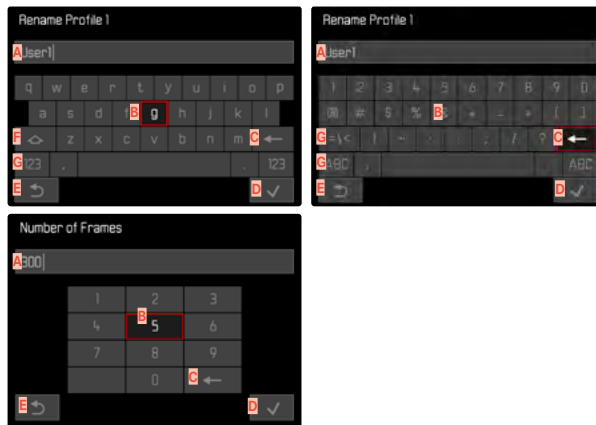 Rename Profile 1
A User1
q w e r t y u i o p
a s d f B g h j k l
F z x c v b n m C ←
G 123 , . 123
E D ✓
Rename Profile 1
A User1
1 2 3 4 5 6 7 8 9 0
@ # $ % B & * - + ( )
G =\< ! ; / ? C ←
G ABC , ABC
E D ✓
Number of Frames
A 300
1 2 3
4 B 5 6
7 8 9
0 C ←
E D ✓